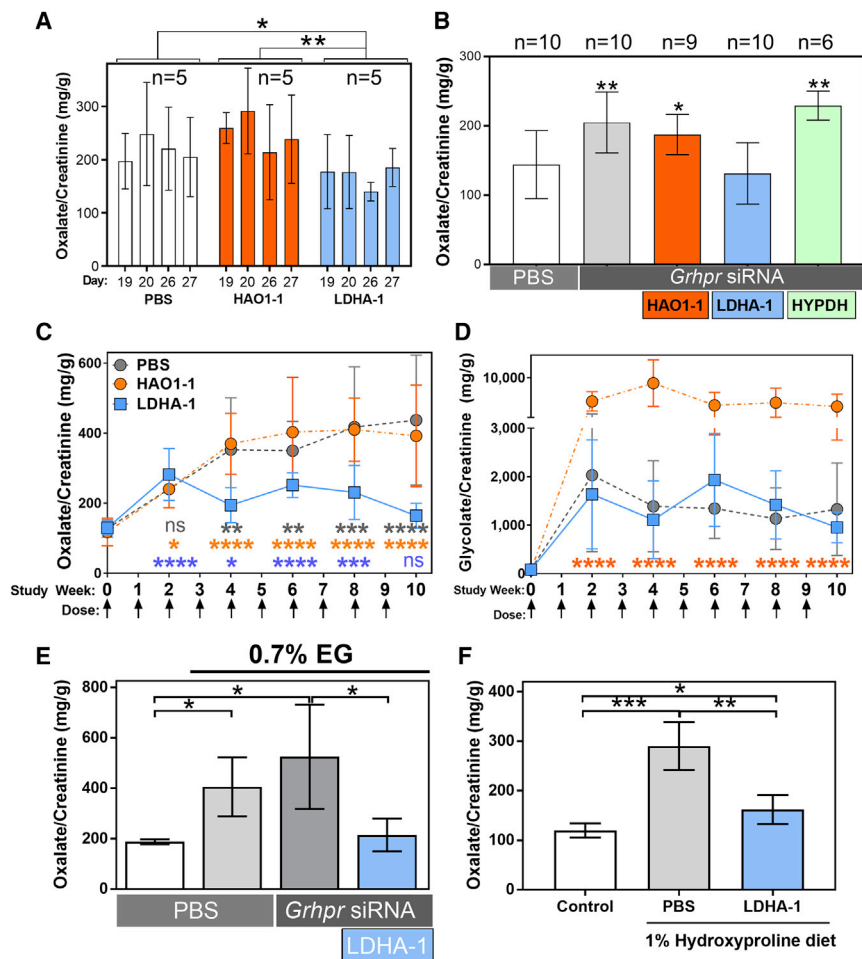 A
*
**
n=5 n=5 n=5
Oxalate/Creatinine (mg/g)
300
200
100
0
Day: 19 20 26 27 19 20 26 27 19 20 26 27
PBS HAO1-1 LDHA-1
B
n=10 n=10 n=9 n=10 n=6
Oxalate/Creatinine (mg/g)
300
200
100
0
** * **
PBS Grhpr siRNA
HAO1-1 LDHA-1 HYPDH
C
Oxalate/Creatinine (mg/g)
600
400
200
0
PBS
HAO1-1
LDHA-1
ns ** ** *** ****
* **** **** **** ****
**** * **** *** ns
Study Week: 0 1 2 3 4 5 6 7 8 9 10
Dose:
D
Glycolate/Creatinine (mg/g)
10,000
3,000
2,000
1,000
0
**** **** **** **** ****
Study Week: 0 1 2 3 4 5 6 7 8 9 10
Dose:
E
0.7% EG
Oxalate/Creatinine (mg/g)
800
600
400
200
0
* * *
PBS Grhpr siRNA
LDHA-1
F
Oxalate/Creatinine (mg/g)
400
300
200
100
0
*
*** **
Control PBS LDHA-1
1% Hydroxyproline diet